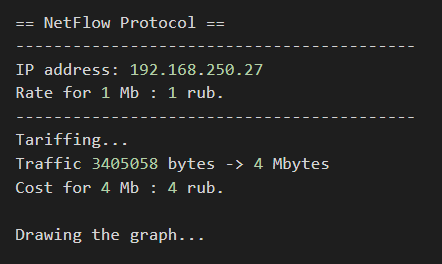 == NetFlow Protocol ==
------------------------------------------
IP address: 192.168.250.27
Rate for 1 Mb : 1 rub.
------------------------------------------
Tariffing...
Traffic 3405058 bytes -> 4 Mbytes
Cost for 4 Mb : 4 rub.
Drawing the graph...